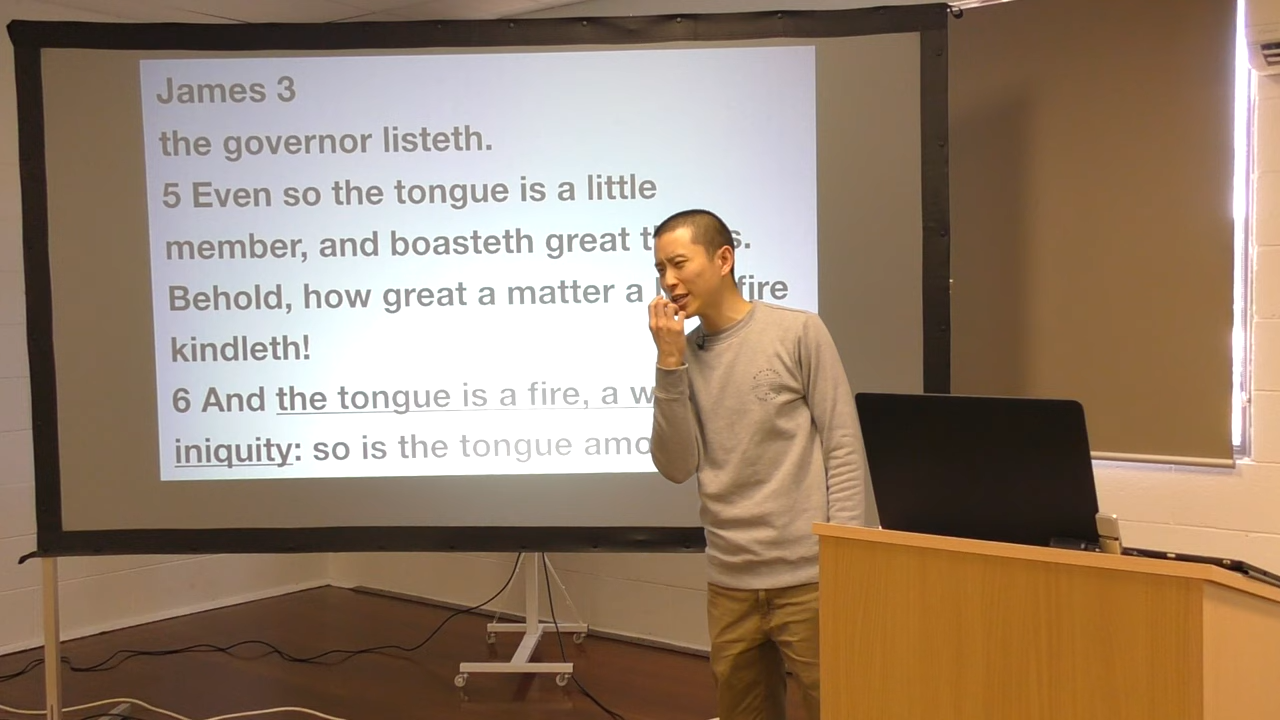 James 3
the governor listeth.
5 Even so the tongue is a little
member, and boasteth great
Behold, how great a matter a fire
kindleth!
6 And the tongue is a fire, a
iniquity: so is the tongue